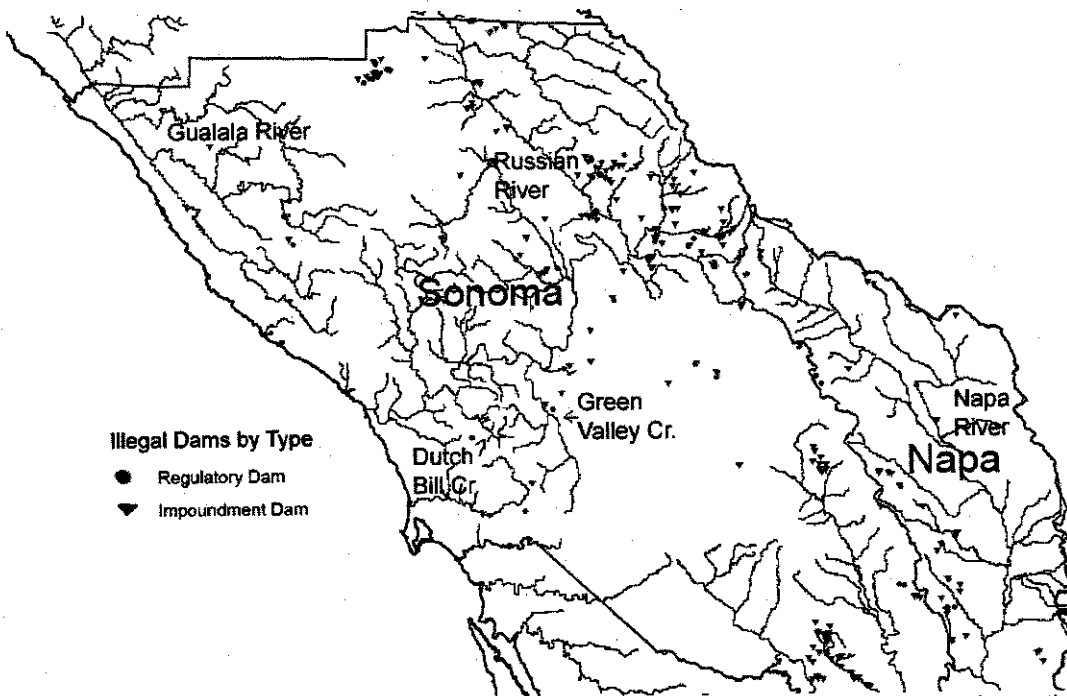 Gualala River
Russian
River
Sonoma
Green
Valley Cr.
Napa
River
Napa
Dutch
Bill Cr
Illegal Dams by Type
Regulatory Dam
Impoundment Dam